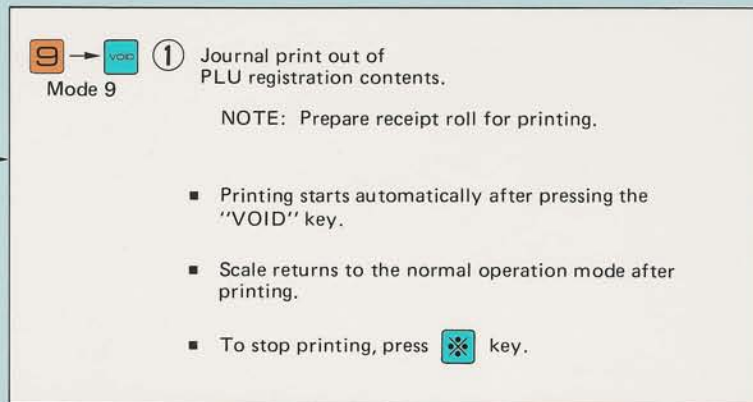 9 → VOID ① Journal print out of
Mode 9 PLU registration contents.
NOTE: Prepare receipt roll for printing.
■ Printing starts automatically after pressing the
''VOID'' key.
■ Scale returns to the normal operation mode after
printing.
■ To stop printing, press ※ key.